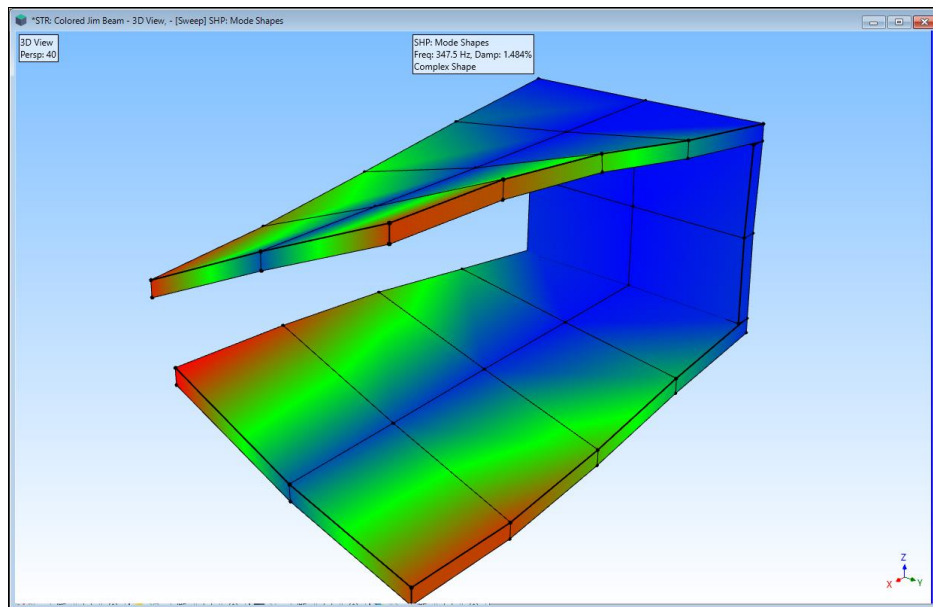 *STR: Colored Jim Beam - 3D View, - [Sweep] SHP: Mode Shapes
3D View
Persp: 40
SHP: Mode Shapes
Freq: 347.5 Hz, Damp: 1.484%
Complex Shape
Z
X
Y